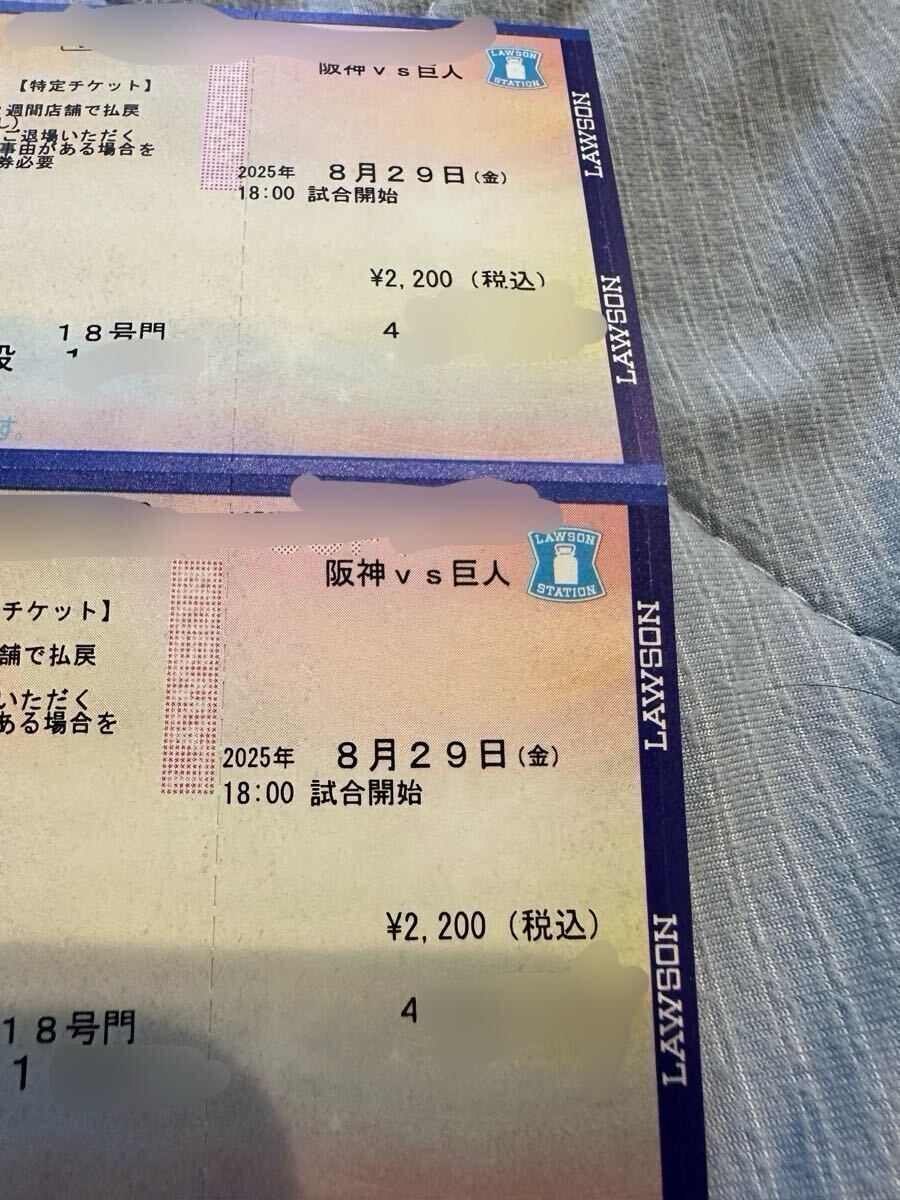 阪神ｖｓ巨人
LAWSON
STATION
【特定チケット】
週間店舗で払戻
ご退場いただく
事由がある場合を
券必要
2025年 8月29日(金)
18:00 試合開始
¥2,200（税込）
18号門
4
LAWSON
LAWSON
す。
阪神ｖｓ巨人
LAWSON
STATION
チケット】
舗で払戻
いただく
ある場合を
2025年 8月29日(金)
18:00 試合開始
¥2,200（税込）
18号門
4
1
LAWSON
LAWSON